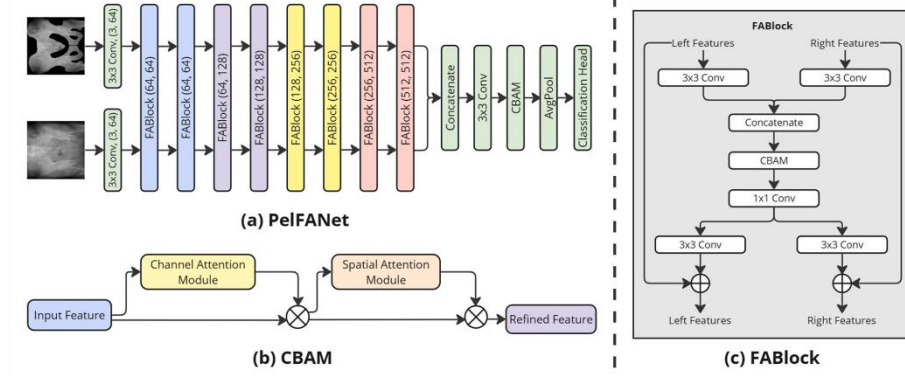 3x3 Conv, (3, 64)
3x3 Conv, (3, 64)
FABlock (64, 64)
FABlock (64, 64)
FABlock (64, 128)
FABlock (128, 128)
FABlock (128, 256)
FABlock (256, 256)
FABlock (256, 512)
FABlock (512, 512)
Concatenate
3x3 Conv
CBAM
AvgPool
Classification Head
(a) PelFANet
Channel Attention
Module
Spatial Attention
Module
Input Feature
Refined Feature
(b) CBAM
FABlock
Left Features
Right Features
3x3 Conv
3x3 Conv
Concatenate
CBAM
1x1 Conv
3x3 Conv
3x3 Conv
Left Features
Right Features
(c) FABlock